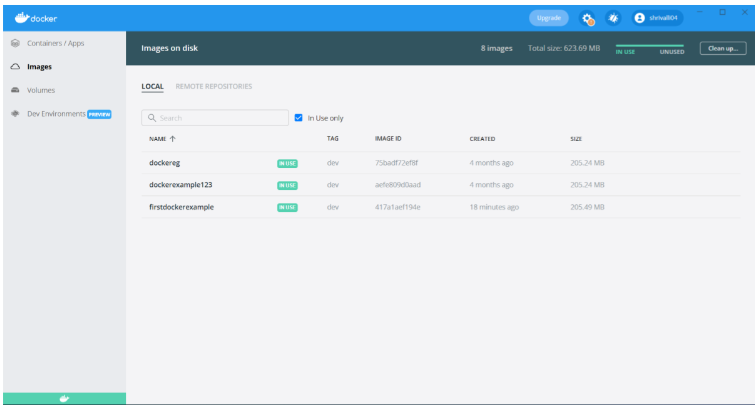 docker
Upgrade
shrivall04
Containers / Apps
Images
Volumes
Dev Environments PREVIEW
Images on disk
8 images Total size: 623.69 MB IN USE UNUSED Clean up...
LOCAL REMOTE REPOSITORIES
Search In Use only
NAME TAG IMAGE ID CREATED SIZE
dockereg IN USE dev 75badf72ef8f 4 months ago 205.24 MB
dockerexample123 IN USE dev aefe809d0aad 4 months ago 205.24 MB
firstdockerexample IN USE dev 417a1aef194e 18 minutes ago 205.49 MB